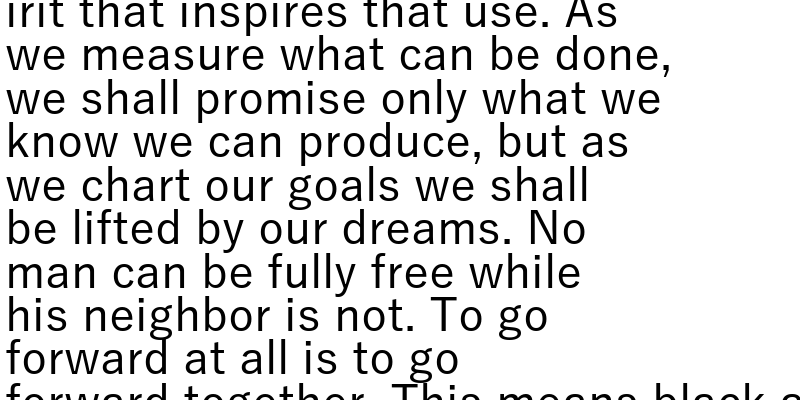 irit that inspires that use. As
we measure what can be done,
we shall promise only what we
know we can produce, but as
we chart our goals we shall
be lifted by our dreams. No
man can be fully free while
his neighbor is not. To go
forward at all is to go
forward together. This means black a